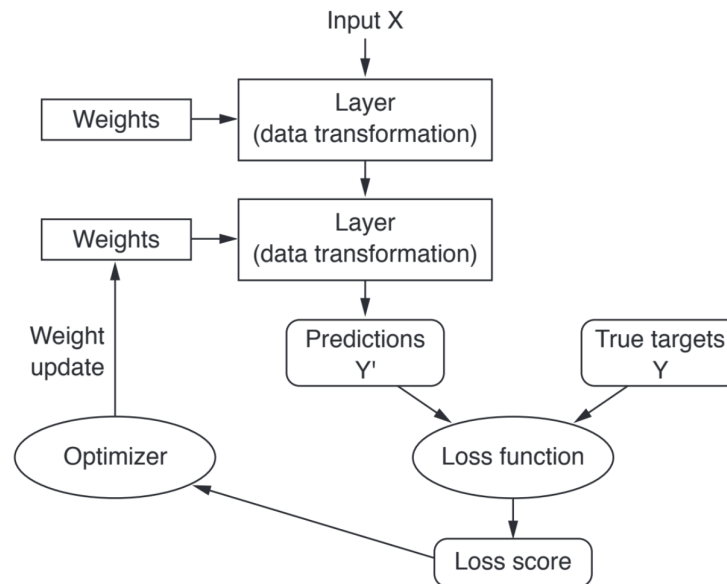 Input X
Layer
(data transformation)
Weights
Layer
(data transformation)
Weights
Weight
update
Predictions
Y'
True targets
Y
Optimizer
Loss function
Loss score